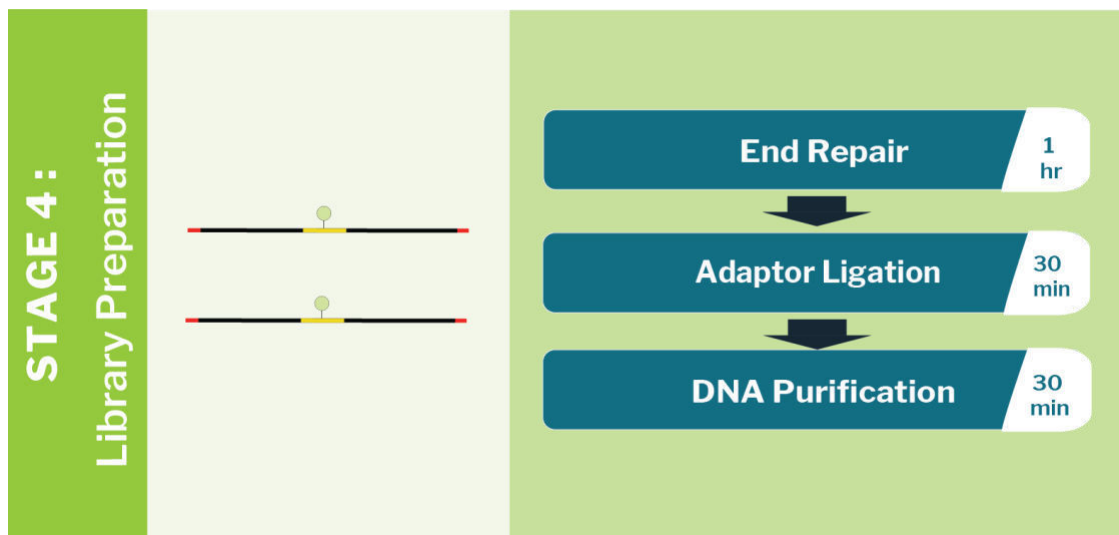 STAGE 4:
Library Preparation
End Repair
1
hr
Adaptor Ligation
30
min
DNA Purification
30
min